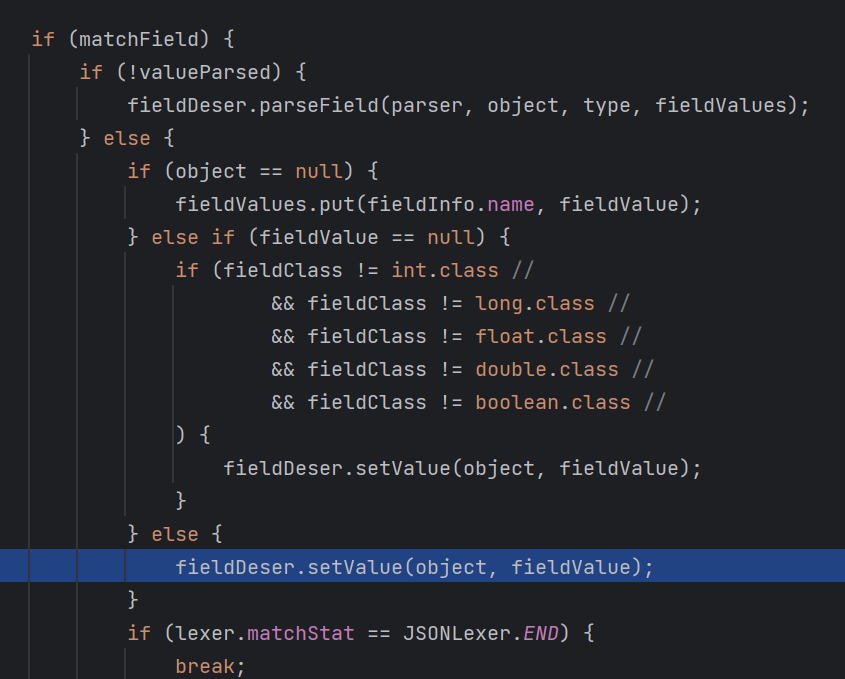 if (matchField) {
if (!valueParsed) {
fieldDeser.parseField(parser, object, type, fieldValues);
} else {
if (object == null) {
fieldValues.put(fieldInfo.name, fieldValue);
} else if (fieldValue == null) {
if (fieldClass != int.class //
&& fieldClass != long.class //
&& fieldClass != float.class //
&& fieldClass != double.class //
&& fieldClass != boolean.class //
) {
fieldDeser.setValue(object, fieldValue);
}
} else {
fieldDeser.setValue(object, fieldValue);
}
if (lexer.matchStat == JSONLexer.END) {
break;